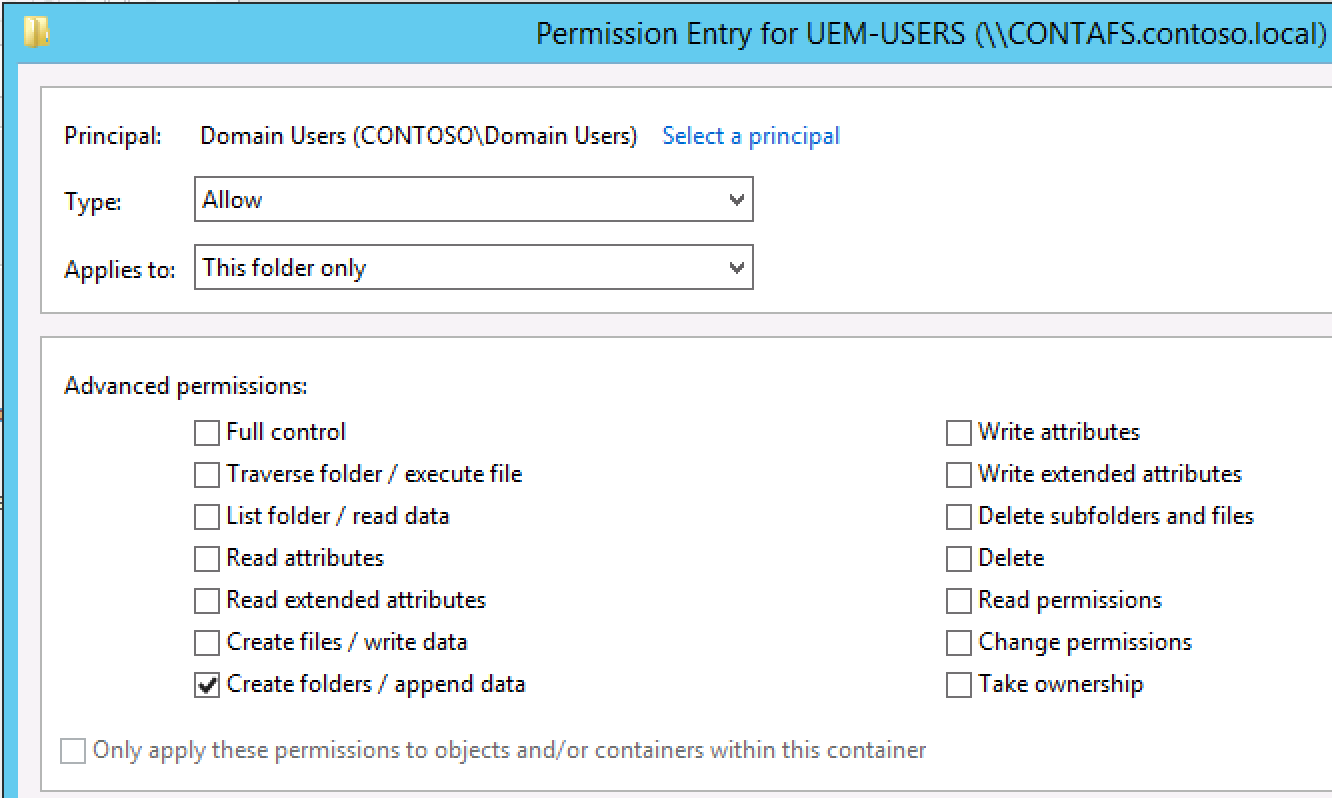 Permission Entry for UEM-USERS (\\CONTAFS.contoso.local)
Principal: Domain Users (CONTOSO\Domain Users) Select a principal
Type: Allow
Applies to: This folder only
Advanced permissions:
Full control
Traverse folder / execute file
List folder / read data
Read attributes
Read extended attributes
Create files / write data
Create folders / append data
Write attributes
Write extended attributes
Delete subfolders and files
Delete
Read permissions
Change permissions
Take ownership
Only apply these permissions to objects and/or containers within this container